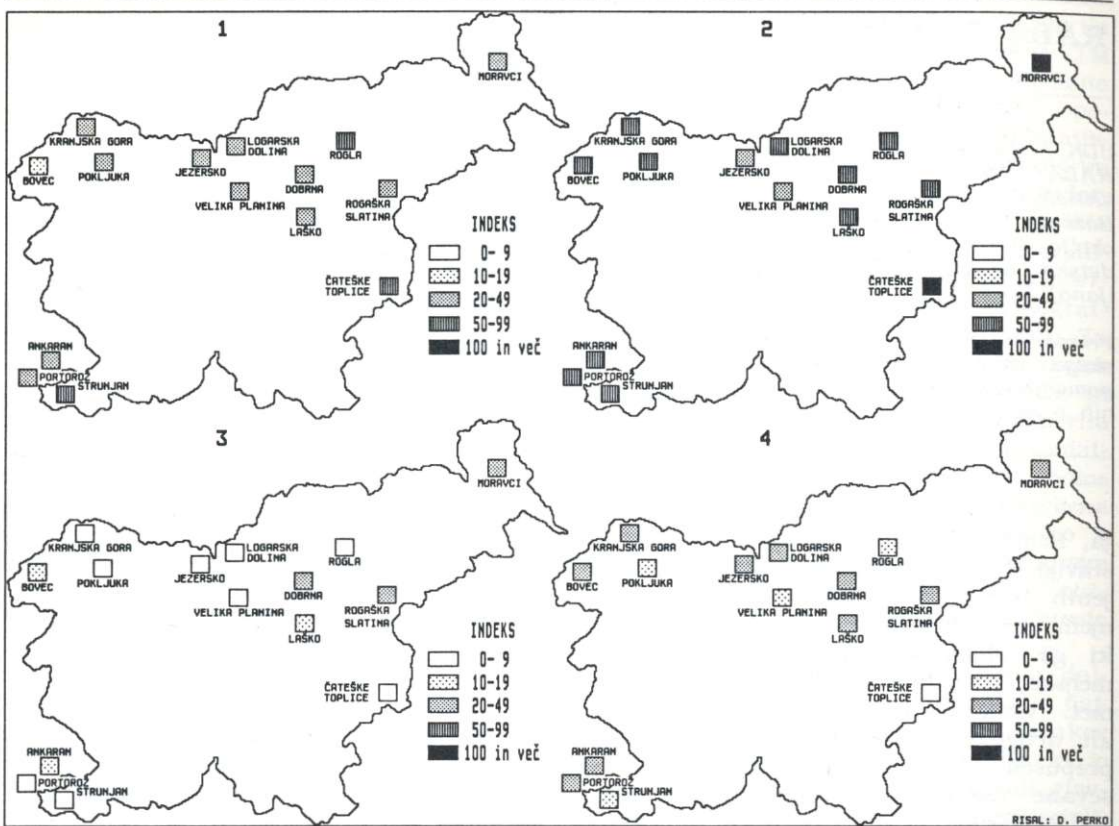 1
MORAVCI
KRANJSKA GORA
LOGARSKA
DOLINA
ROGLA
BOVEC
POKLJUKA
JEZERSKO
DOBRNA
VELIKA PLANINA
ROGAŠKA
SLATINA
LAŠKO
INDEKS
0- 9
10-19
20-49
50-99
100 in več
ČATEŠKE
TOPLICE
ANKARAN
PORTOROŽ
STRUNJAN
2
MORAVCI
KRANJSKA GORA
LOGARSKA
DOLINA
ROGLA
BOVEC
POKLJUKA
JEZERSKO
DOBRNA
VELIKA PLANINA
ROGAŠKA
SLATINA
LAŠKO
INDEKS
0- 9
10-19
20-49
50-99
100 in več
ČATEŠKE
TOPLICE
ANKARAN
PORTOROŽ
STRUNJAN
3
MORAVCI
KRANJSKA GORA
LOGARSKA
DOLINA
ROGLA
BOVEC
POKLJUKA
JEZERSKO
DOBRNA
VELIKA PLANINA
ROGAŠKA
SLATINA
LAŠKO
INDEKS
0- 9
10-19
20-49
50-99
100 in več
ČATEŠKE
TOPLICE
ANKARAN
PORTOROŽ
STRUNJAN
4
MORAVCI
KRANJSKA GORA
LOGARSKA
DOLINA
ROGLA
BOVEC
POKLJUKA
JEZERSKO
DOBRNA
VELIKA PLANINA
ROGAŠKA
SLATINA
LAŠKO
INDEKS
0- 9
10-19
20-49
50-99
100 in več
ČATEŠKE
TOPLICE
ANKARAN
PORTOROŽ
STRUNJAN
RISAL: D. PERKO